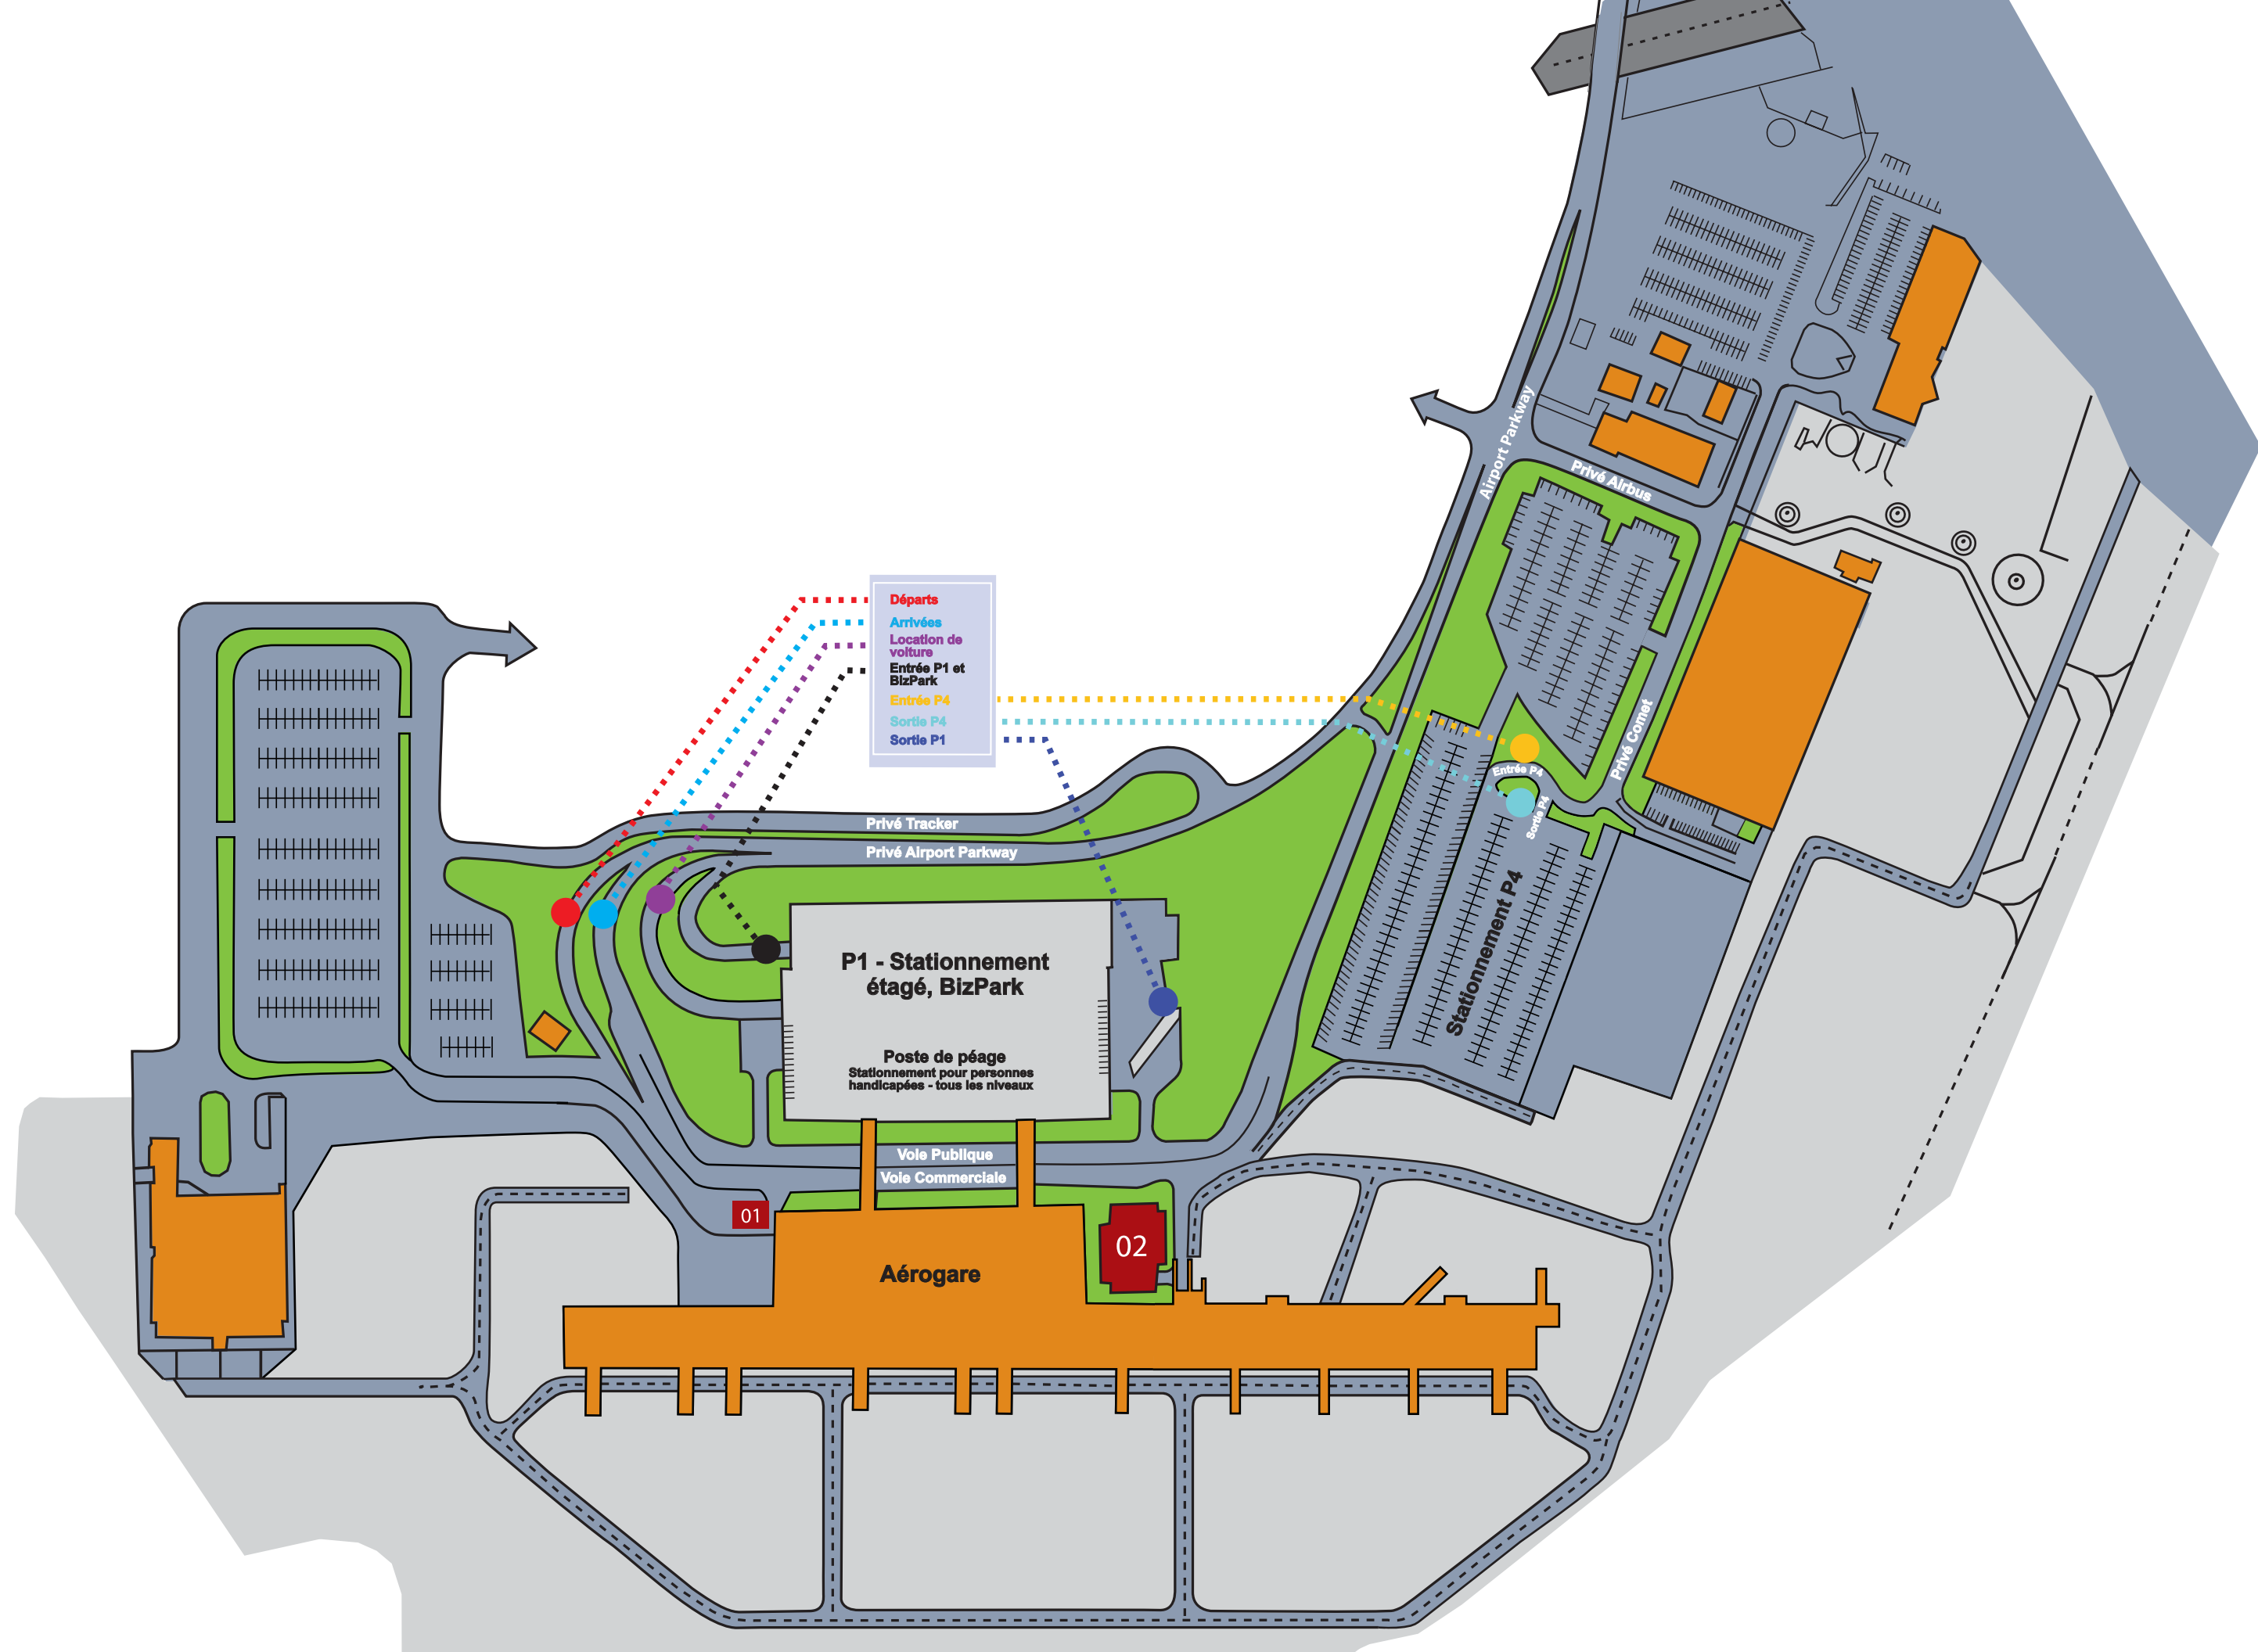 Airport Parkway
Privé Airbus
Départs
Arrivées
Location de
voiture
Entrée P1 et
BizPark
Entrée P4
Sortie P4
Sortie P1
Privé Comet
Entrée P4
Sortie P4
Privé Tracker
Privé Airport Parkway
Stationnement P4
P1 - Stationnement
étagé, BizPark
Poste de péage
Stationnement pour personnes
handicapées - tous les niveaux
Voie Publique
Voie Commerciale
01
02
Aérogare